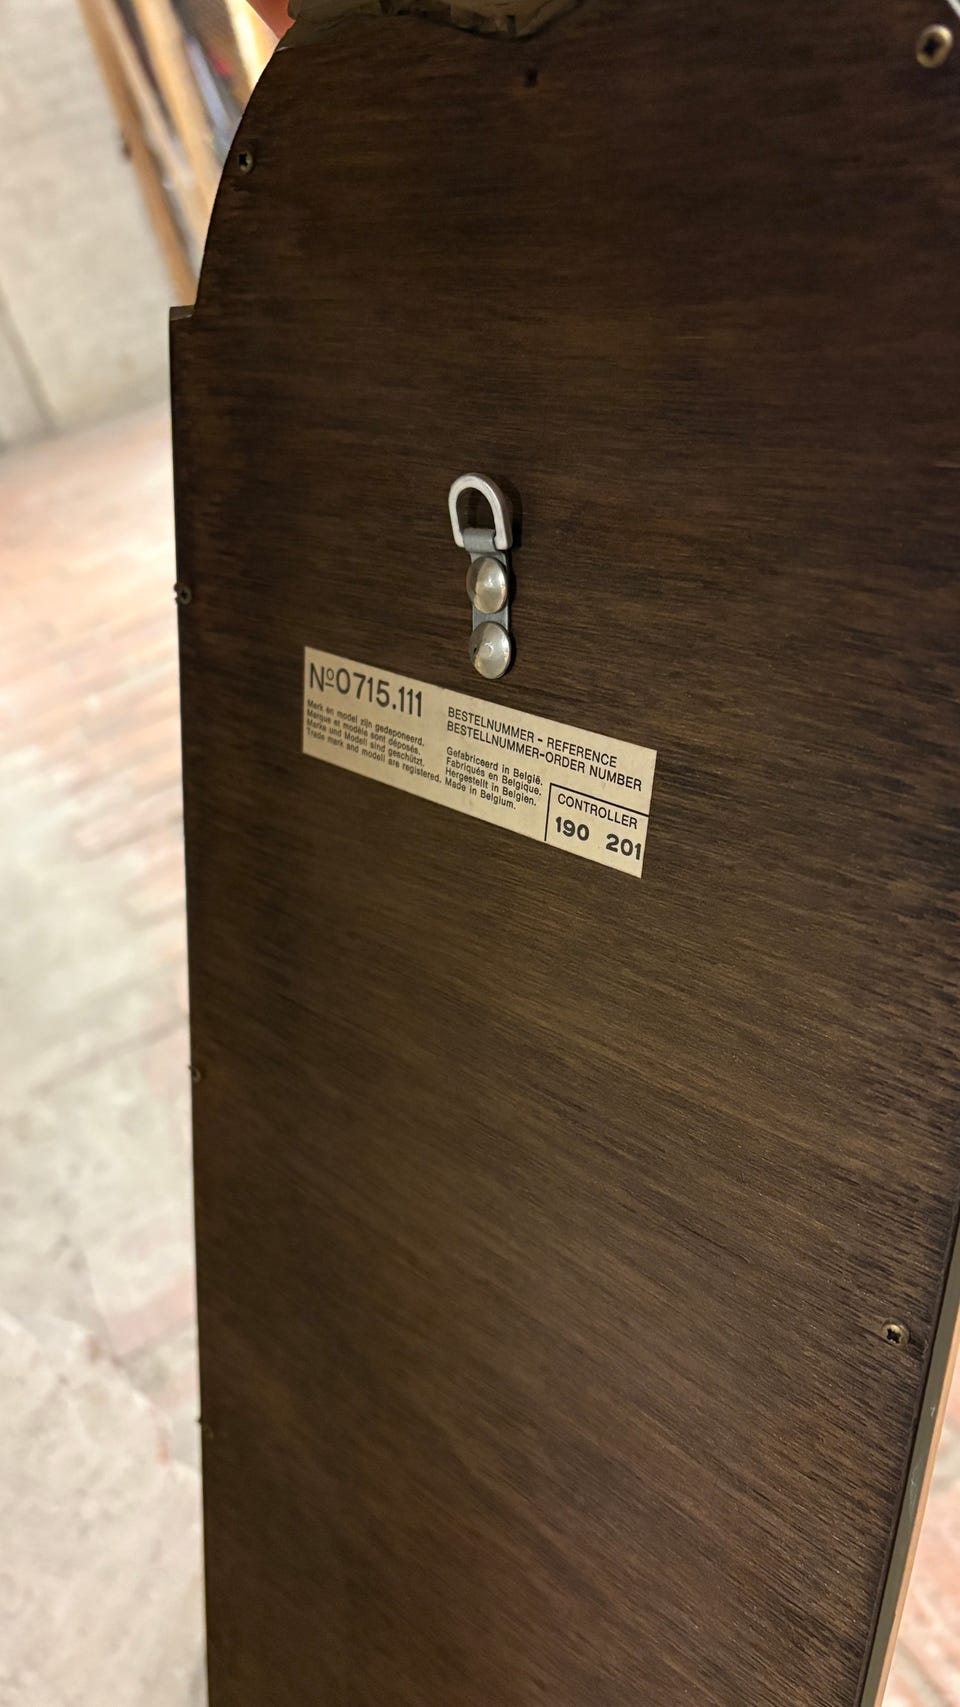 Nº0715.111
Merk en model zijn gedeponeerd.
Marque et modèle sont déposés.
Marke und Modell sind geschützt.
Trade mark and modell are registered.
BESTELNUMMER - REFERENCE
BESTELLNUMMER-ORDER NUMBER
Gefabriceerd in België.
Fabriqués en Belgique.
Hergestellt in Belgien.
Made in Belgium.
CONTROLLER
190 201